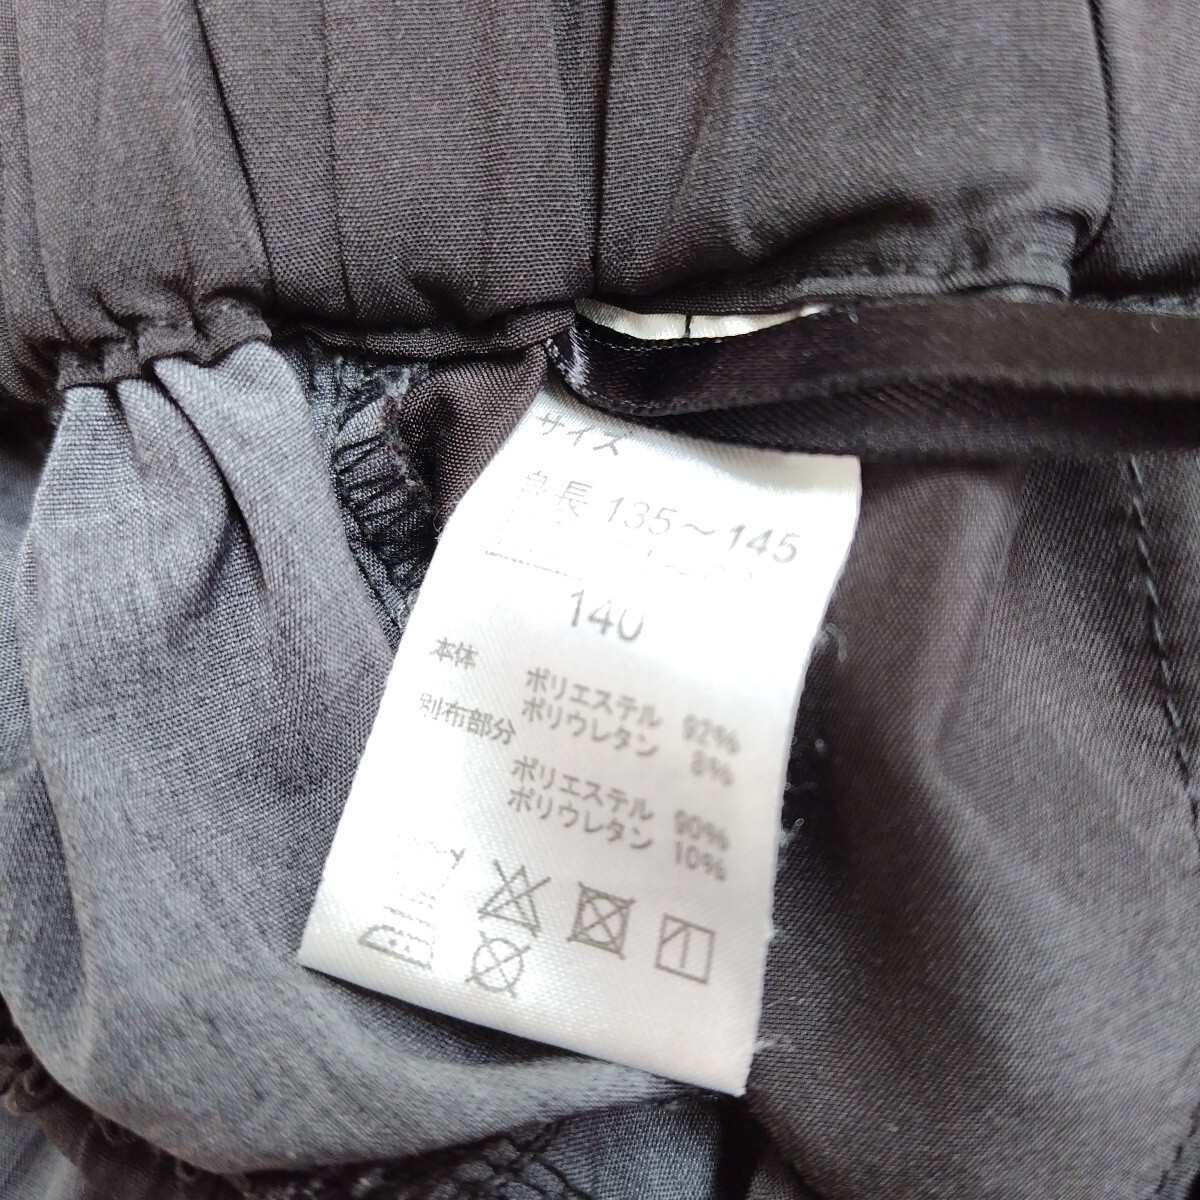 サイズ
身長 135～145
140
本体
ポリエステル 92%
ポリウレタン 8%
別布部分
ポリエステル 90%
ポリウレタン 10%